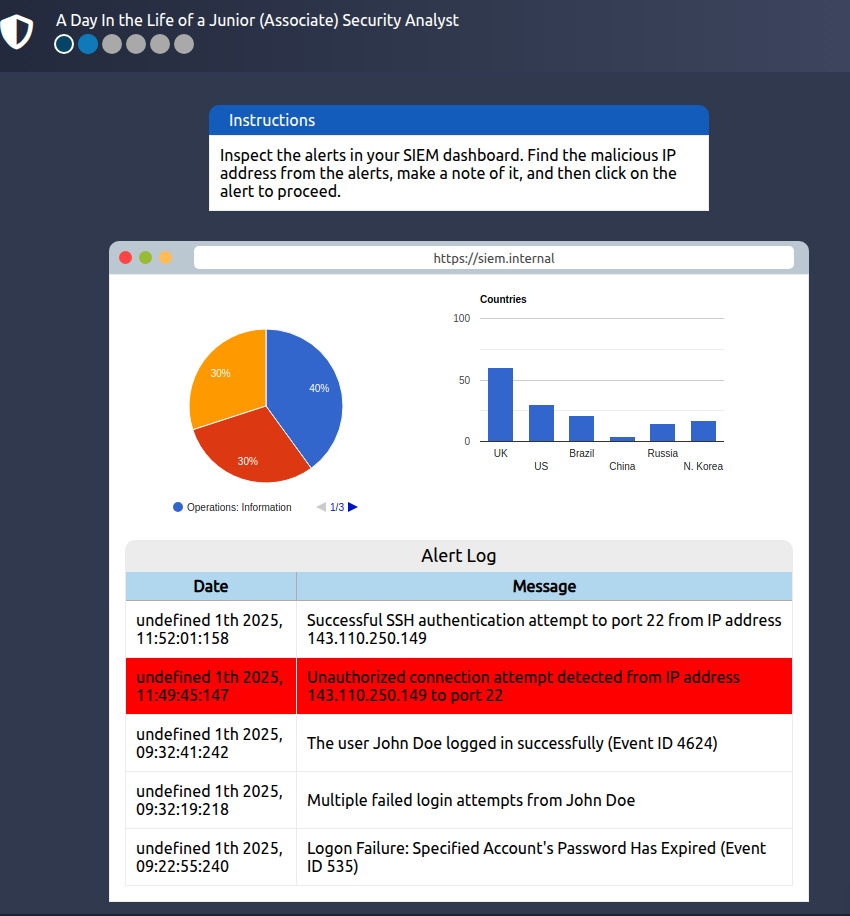 A Day In the Life of a Junior (Associate) Security Analyst
Instructions
Inspect the alerts in your SIEM dashboard. Find the malicious IP
address from the alerts, make a note of it, and then click on the
alert to proceed.
https://siem.internal
30%
40%
30%
Operations: Information
1/3
Countries
100
50
0
UK
US
Brazil
China
Russia
N. Korea
Alert Log
Date
Message
undefined 1th 2025,
11:52:01:158
Successful SSH authentication attempt to port 22 from IP address
143.110.250.149
undefined 1th 2025,
11:49:45:147
Unauthorized connection attempt detected from IP address
143.110.250.149 to port 22
undefined 1th 2025,
09:32:41:242
The user John Doe logged in successfully (Event ID 4624)
undefined 1th 2025,
09:32:19:218
Multiple failed login attempts from John Doe
undefined 1th 2025,
09:22:55:240
Logon Failure: Specified Account's Password Has Expired (Event
ID 535)